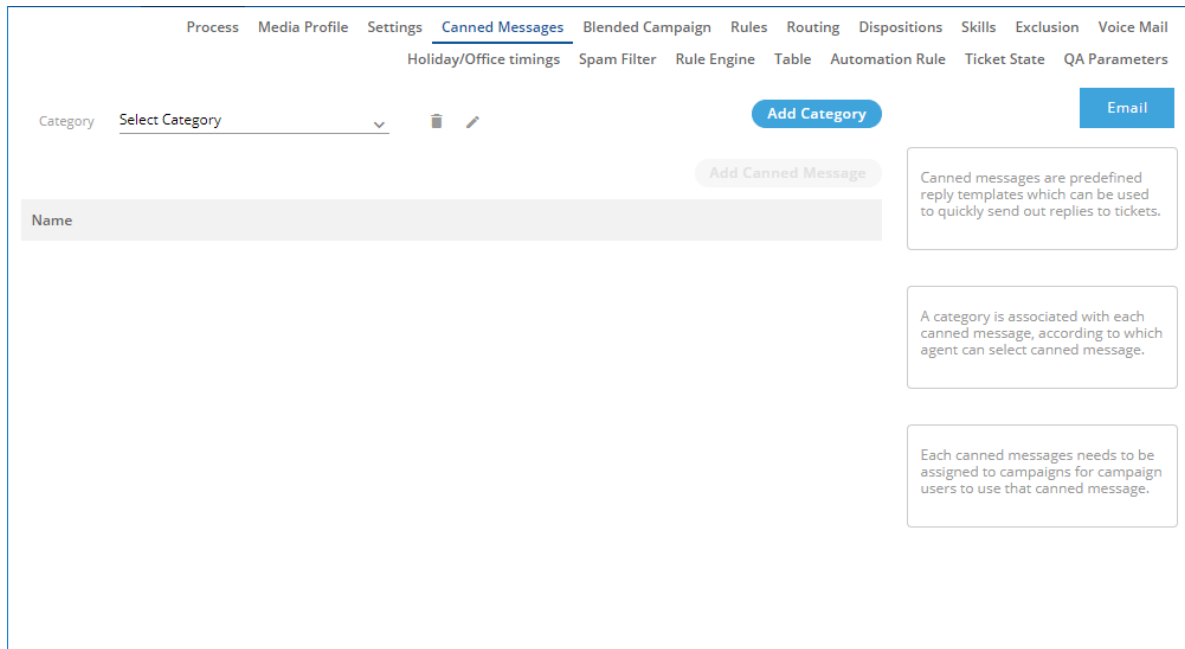 Process Media Profile Settings Canned Messages Blended Campaign Rules Routing Dispositions Skills Exclusion Voice Mail
Holiday/Office timings Spam Filter Rule Engine Table Automation Rule Ticket State QA Parameters
Category Select Category Add Category Email
Add Canned Message
Name
Canned messages are predefined
reply templates which can be used
to quickly send out replies to tickets.
A category is associated with each
canned message, according to which
agent can select canned message.
Each canned messages needs to be
assigned to campaigns for campaign
users to use that canned message.